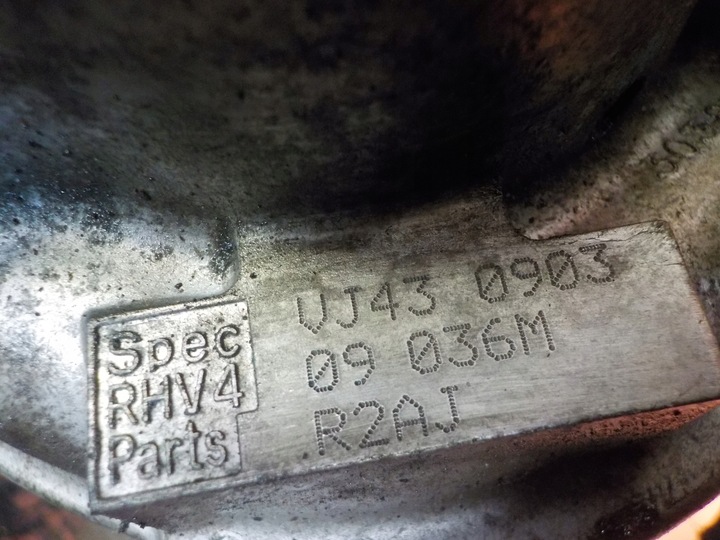 Spec
RHV4
Parts
VJ43 0903
09 036M
R2AJ